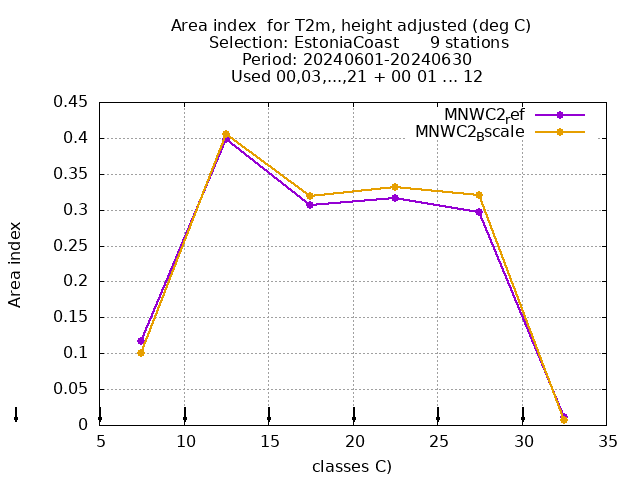 Area index  for T2m, height adjusted (deg C)
Selection: EstoniaCoast      9 stations
Period: 20240601-20240630
Used 00,03,...,21 + 00 01 ... 12
MNWC2_ref
MNWC2_Bscale
0.45
0.4
0.35
0.3
0.25
0.2
0.15
0.1
0.05
0
Area index
5 10 15 20 25 30 35
classes C)